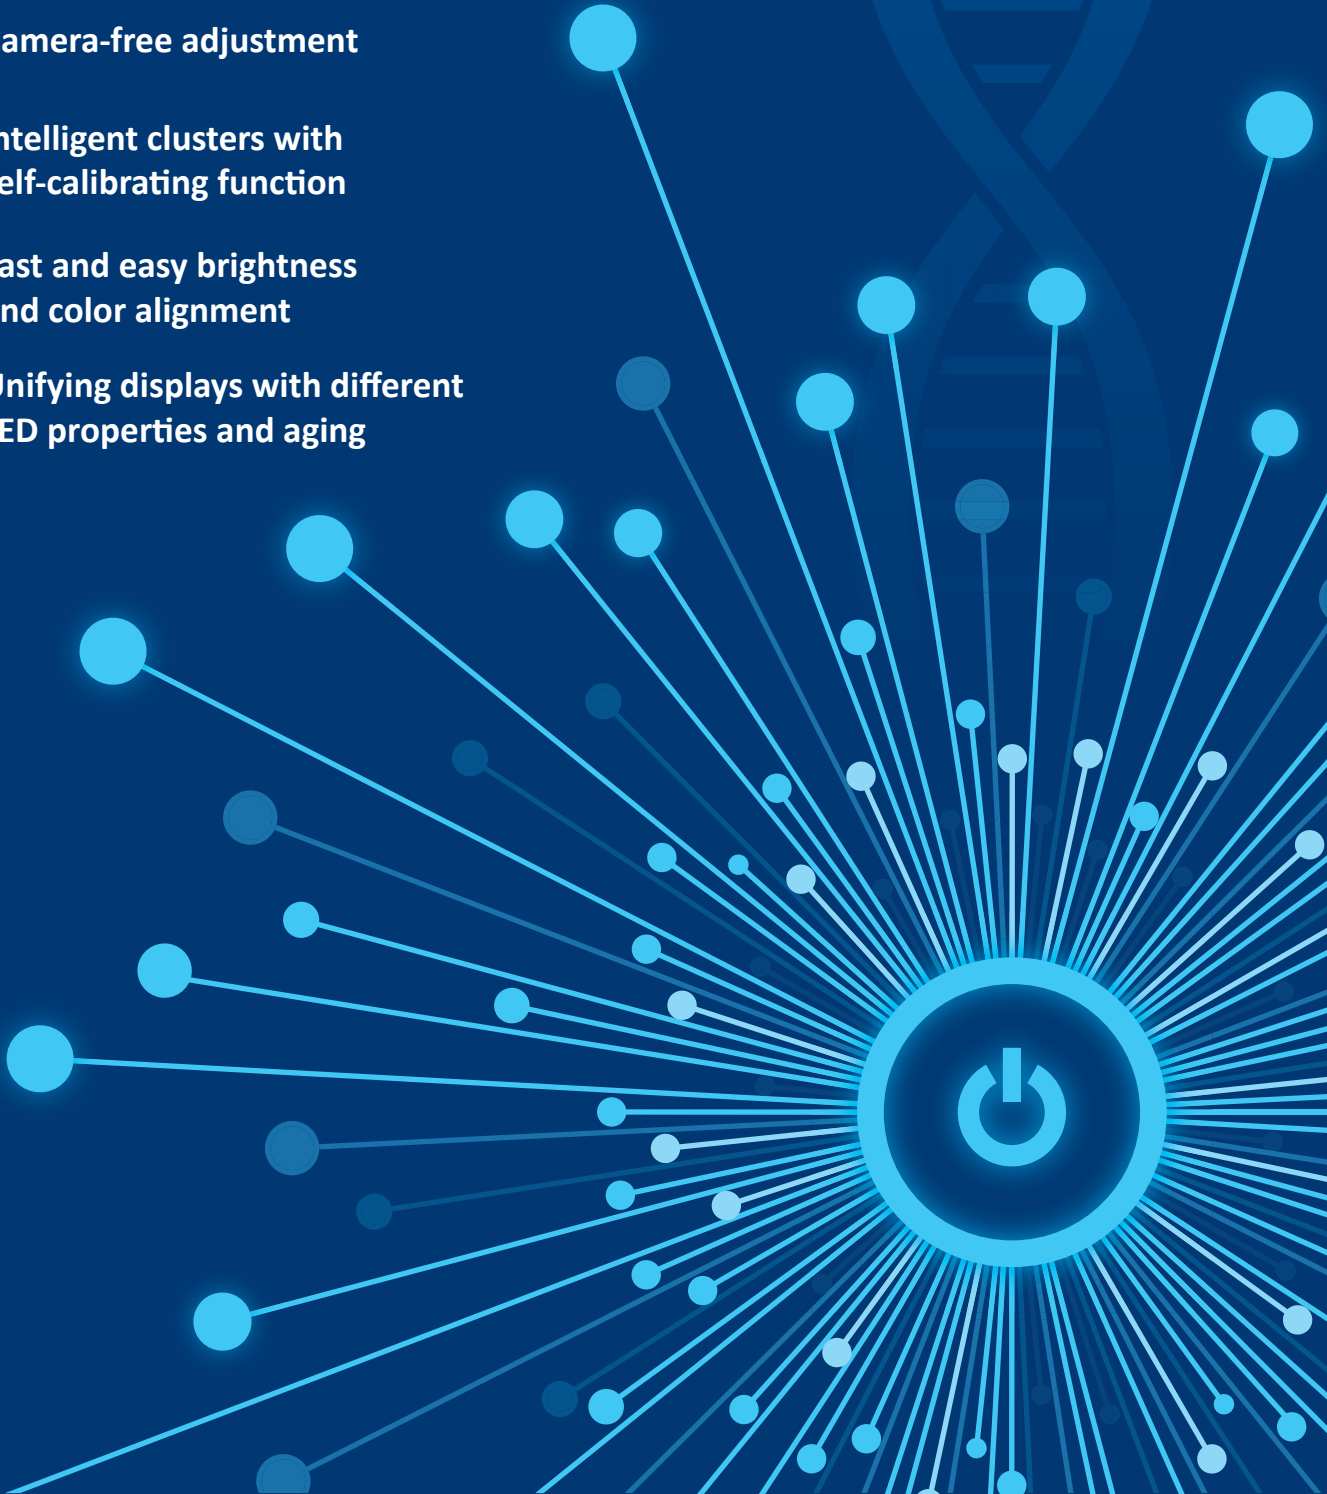 amera-free adjustment
ntelligent clusters with
elf-calibrating function
ast and easy brightness
nd color alignment
Unifying displays with different
ED properties and aging